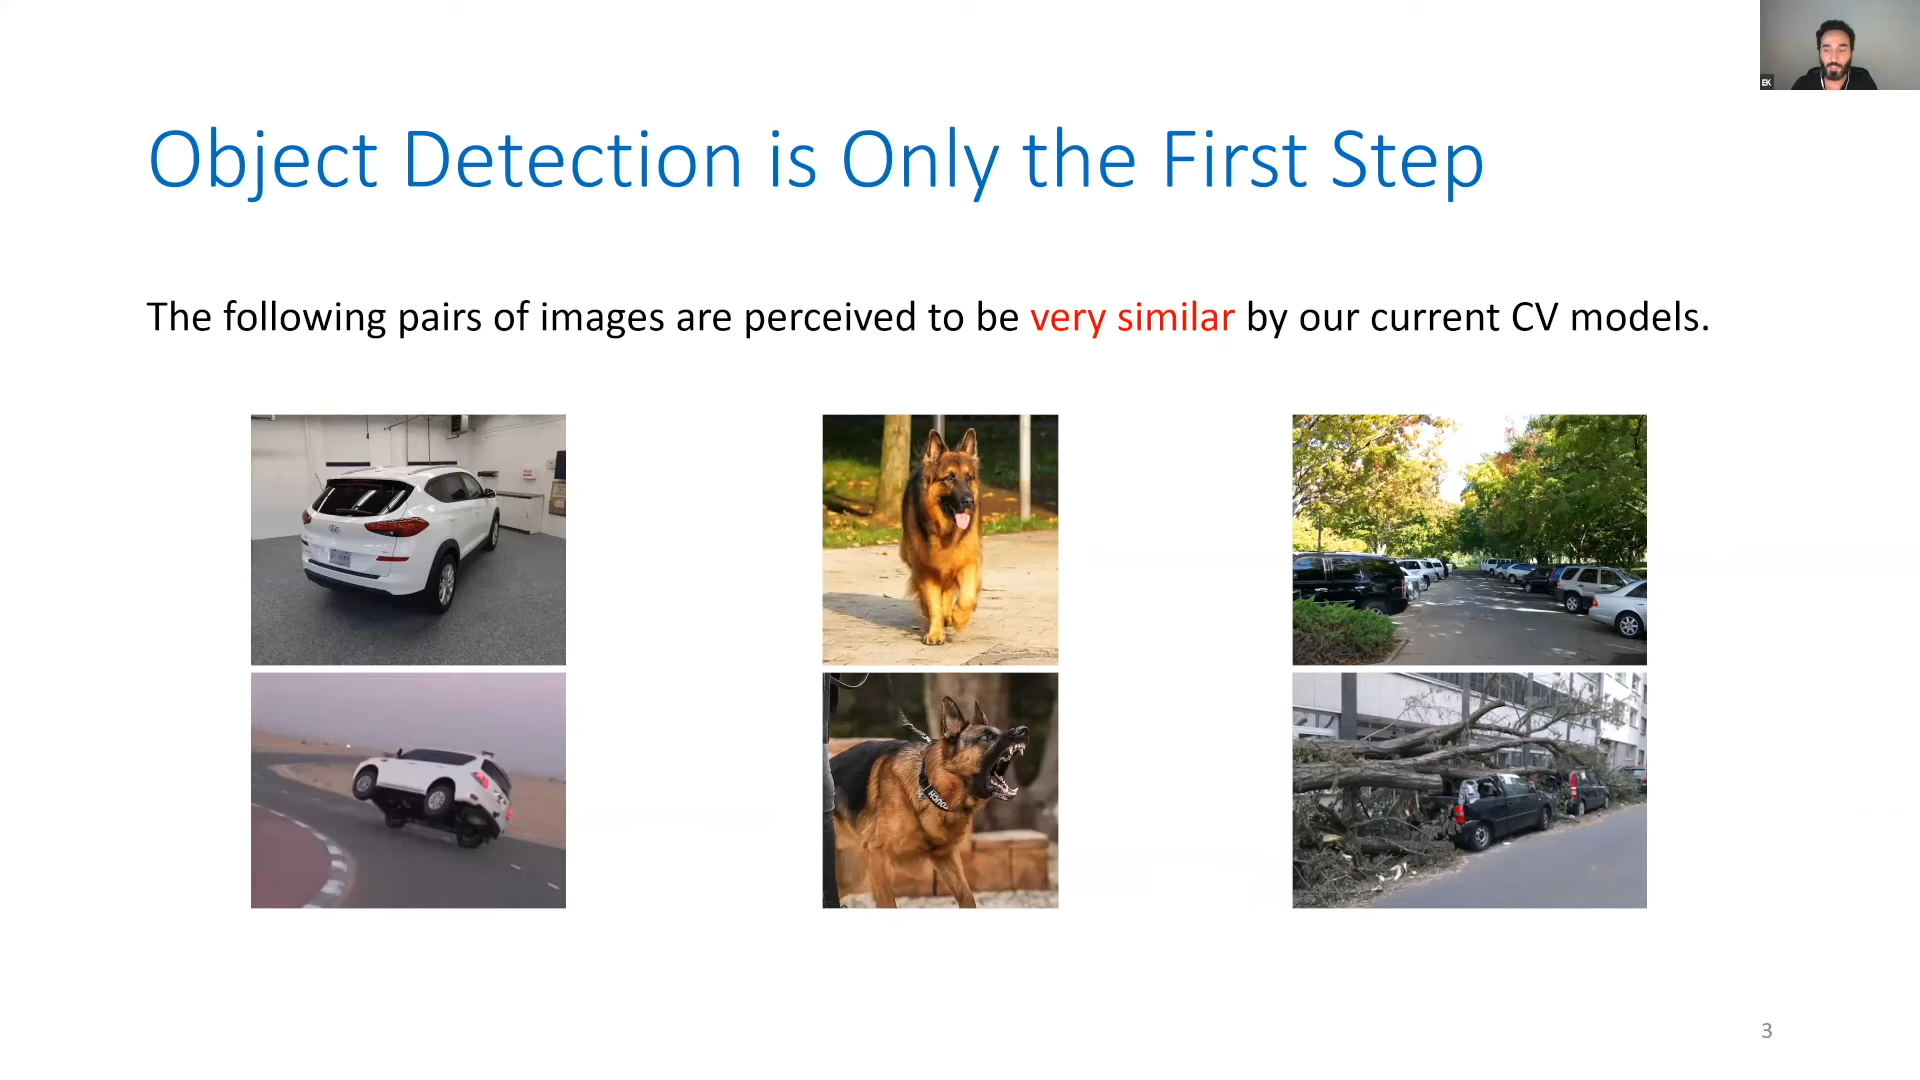 EK
Object Detection is Only the First Step
The following pairs of images are perceived to be very similar by our current CV models.
3